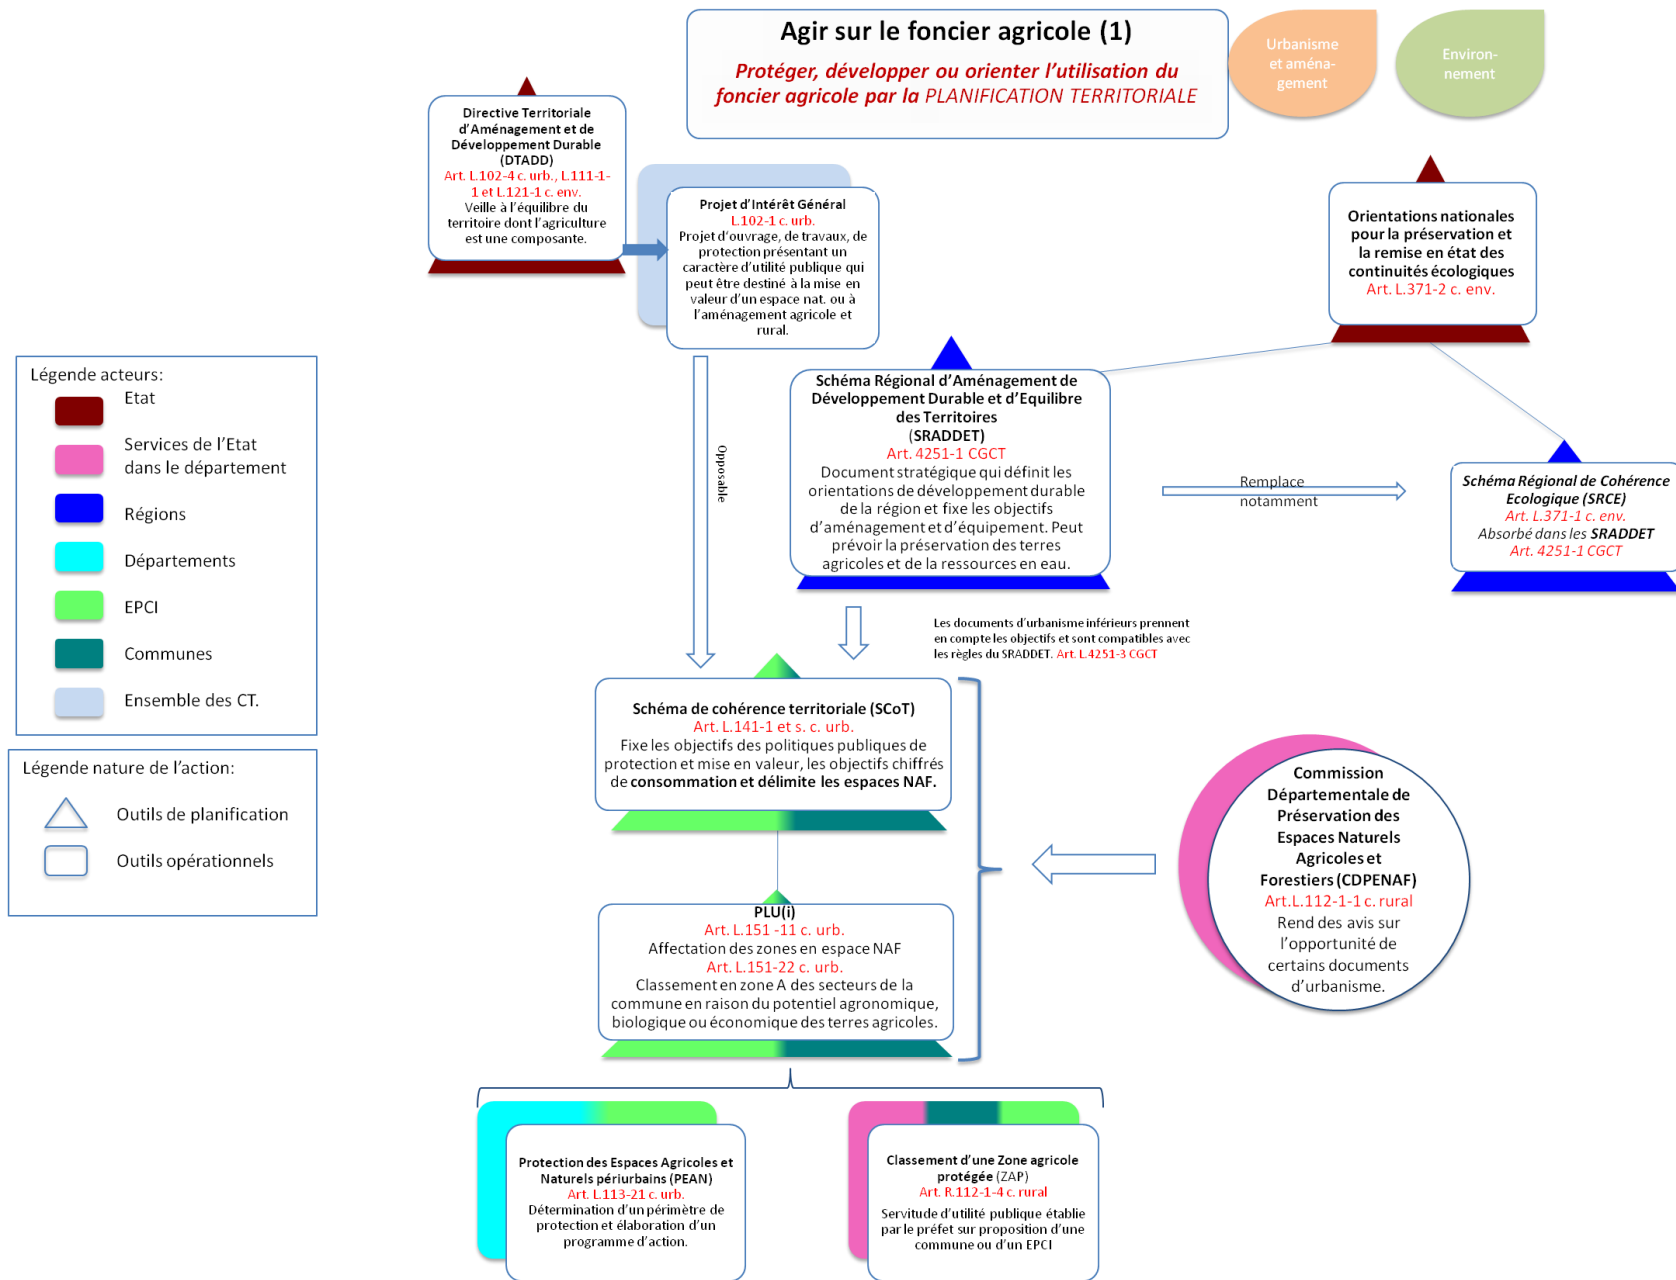 Agir sur le foncier agricole (1)
Protéger, développer ou orienter l'utilisation du
foncier agricole par la PLANIFICATION TERRITORIALE
Urbanisme
et aména-
gement
Environ-
nement
Directive Territoriale
d'Aménagement et de
Développement Durable
(DTADD)
Art. L.102-4 c. urb., L.111-1-
1 et L.121-1 c. env.
Veille à l'équilibre du
territoire dont l'agriculture
est une composante.
Projet d'Intérêt Général
L.102-1 c. urb.
Projet d'ouvrage, de travaux, de
protection présentant un
caractère d'utilité publique qui
peut être destiné à la mise en
valeur d'un espace nat. ou à
l'aménagement agricole et
rural.
Orientations nationales
pour la préservation et
la remise en état des
continuités écologiques
Art. L.371-2 c. env.
Légende acteurs:
Etat
Services de l'Etat
dans le département
Régions
Départements
EPCI
Communes
Ensemble des CT.
Légende nature de l'action:
Outils de planification
Outils opérationnels
Opposable
Schéma Régional d'Aménagement de
Développement Durable et d'Equilibre
des Territoires
(SRADDET)
Art. 4251-1 CGCT
Document stratégique qui définit les
orientations de développement durable
de la région et fixe les objectifs
d'aménagement et d'équipement. Peut
prévoir la préservation des terres
agricoles et de la ressources en eau.
Remplace
notamment
Schéma Régional de Cohérence
Ecologique (SRCE)
Art. L.371-1 c. env.
Absorbé dans les SRADDET
Art. 4251-1 CGCT
Les documents d'urbanisme inférieurs prennent
en compte les objectifs et sont compatibles avec
les règles du SRADDET. Art. L.4251-3 CGCT
Schéma de cohérence territoriale (SCoT)
Art. L.141-1 et s. c. urb.
Fixe les objectifs des politiques publiques de
protection et mise en valeur, les objectifs chiffrés
de consommation et délimite les espaces NAF.
PLU(i)
Art. L.151 -11 c. urb.
Affectation des zones en espace NAF
Art. L.151-22 c. urb.
Classement en zone A des secteurs de la
commune en raison du potentiel agronomique,
biologique ou économique des terres agricoles.
Commission
Départementale de
Préservation des
Espaces Naturels
Agricoles et
Forestiers (CDPENAF)
Art.L.112-1-1 c. rural
Rend des avis sur
l'opportunité de
certains documents
d'urbanisme.
Protection des Espaces Agricoles et
Naturels périurbains (PEAN)
Art. L.113-21 c. urb.
Détermination d'un périmètre de
protection et élaboration d'un
programme d'action.
Classement d'une Zone agricole
protégée (ZAP)
Art. R.112-1-4 c. rural
Servitude d'utilité publique établie
par le préfet sur proposition d'une
commune ou d'un EPCI